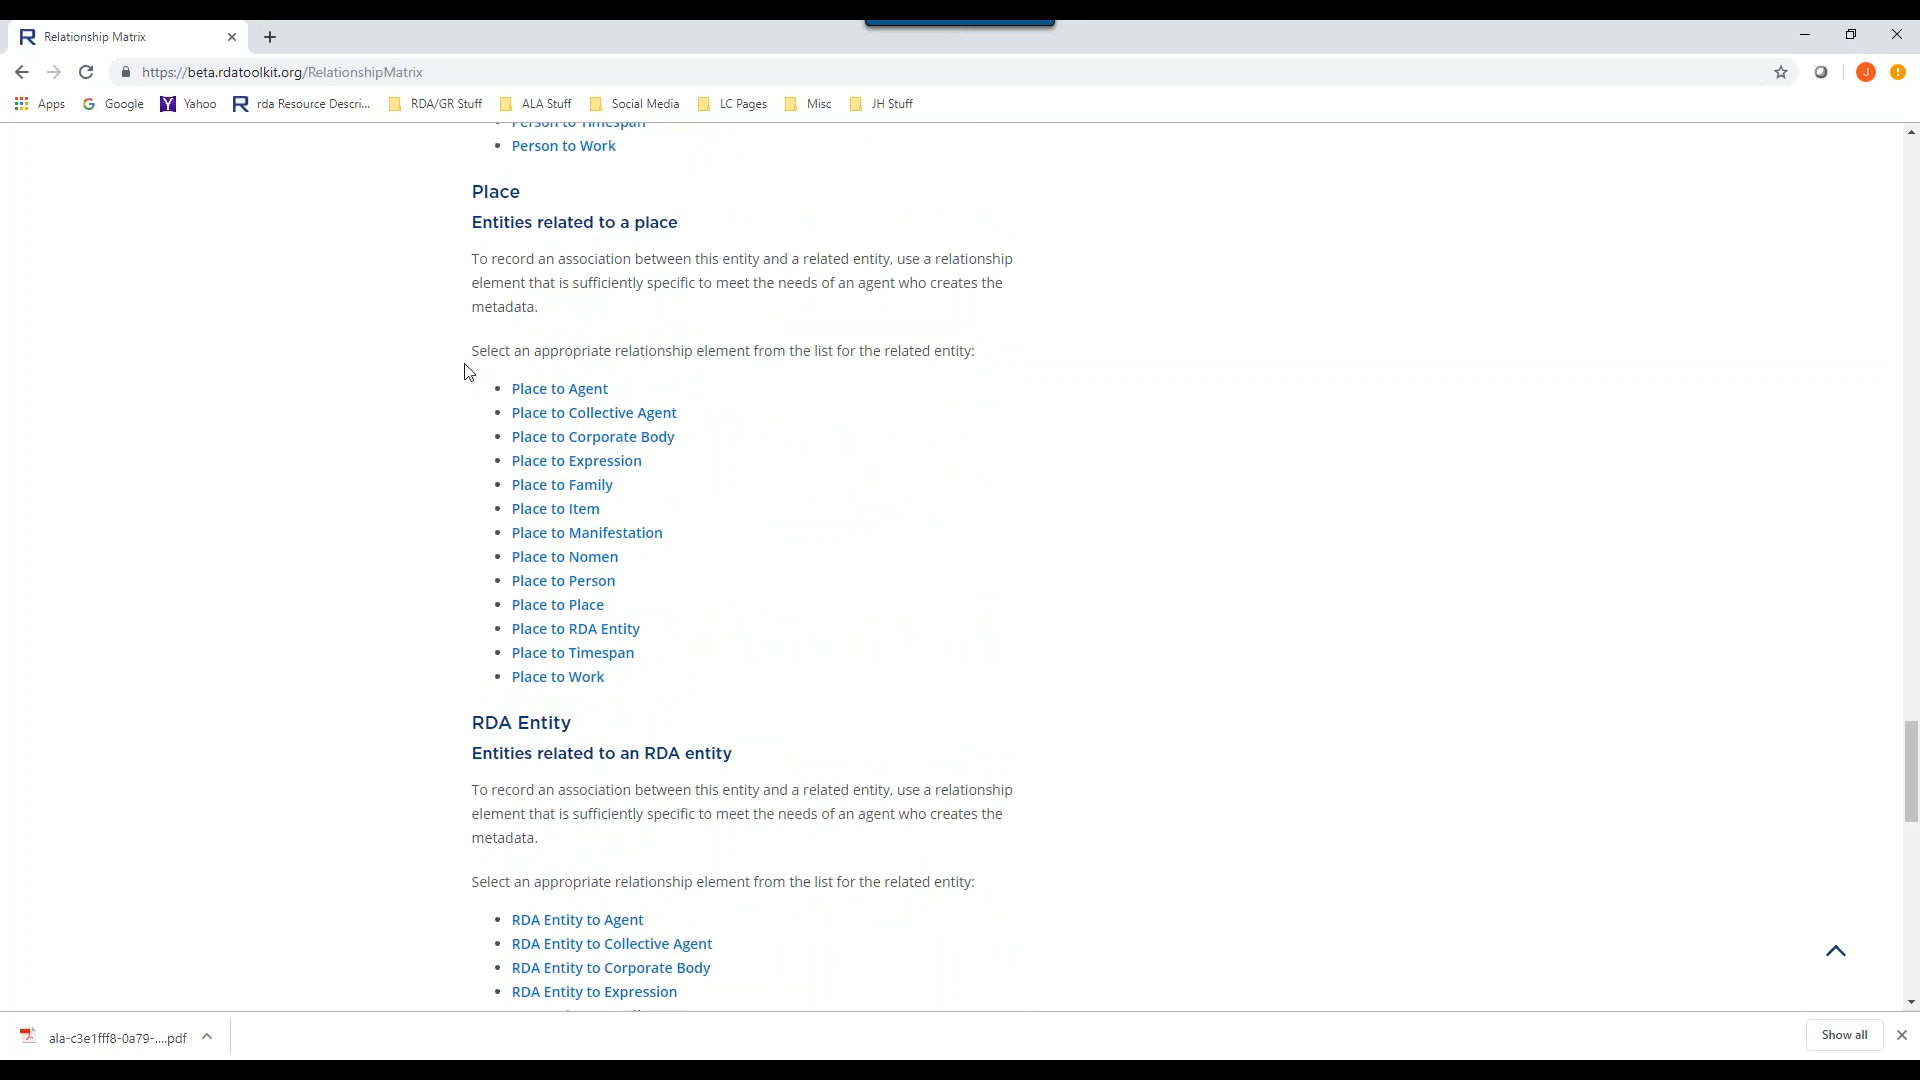 Relationship Matrix
https://beta.rdatoolkit.org/RelationshipMatrix
J
Apps Google Yahoo rda Resource Descri... RDA/GR Stuff ALA Stuff Social Media LC Pages Misc JH Stuff
Person to Timespan
Person to Work
Place
Entities related to a place
To record an association between this entity and a related entity, use a relationship
element that is sufficiently specific to meet the needs of an agent who creates the
metadata.
Select an appropriate relationship element from the list for the related entity:
Place to Agent
Place to Collective Agent
Place to Corporate Body
Place to Expression
Place to Family
Place to Item
Place to Manifestation
Place to Nomen
Place to Person
Place to Place
Place to RDA Entity
Place to Timespan
Place to Work
RDA Entity
Entities related to an RDA entity
To record an association between this entity and a related entity, use a relationship
element that is sufficiently specific to meet the needs of an agent who creates the
metadata.
Select an appropriate relationship element from the list for the related entity:
RDA Entity to Agent
RDA Entity to Collective Agent
RDA Entity to Corporate Body
RDA Entity to Expression
ala-c3e1fff8-0a79-....pdf
Show all